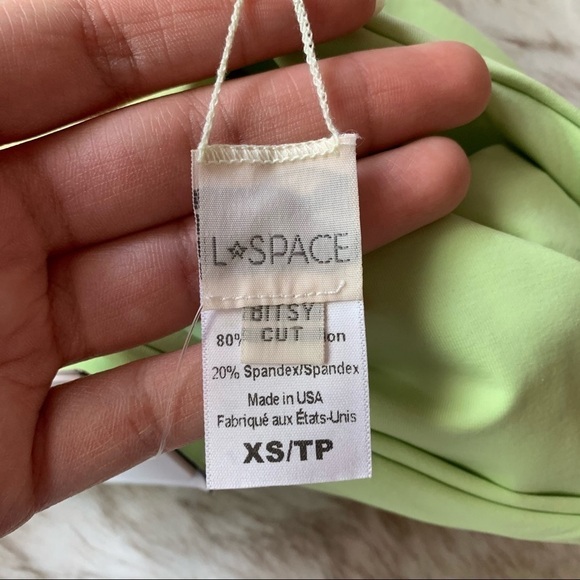 L☆SPACE
BITSY
CUT
80%
20% Spandex/Spandex
Made in USA
Fabriqué aux États-Unis
XS/TP